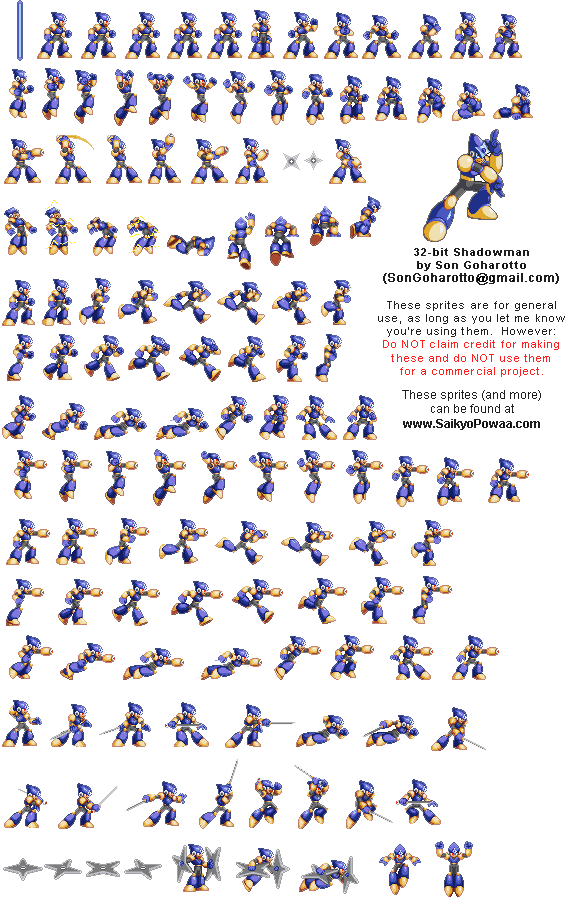 32-bit Shadowman
by Son Goharotto
(SonGoharotto@gmail.com)
These sprites are for general
use, as long as you let me know
you're using them. However:
Do NOT claim credit for making
these and do NOT use them
for a commercial project.
These sprites (and more)
can be found at
www.SaikyoPowaa.com